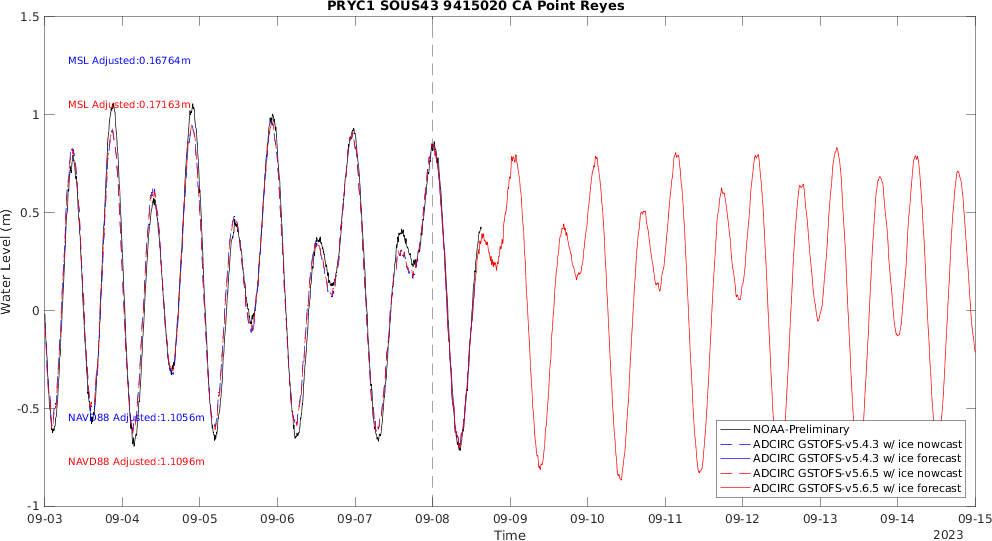 PRYC1 SOUS43 9415020 CA Point Reyes
1.5
1
0.5
0
-0.5
-1
Water Level (m)
MSL Adjusted:0.16764m
MSL Adjusted:0.17163m
NAVD88 Adjusted:1.1056m
NAVD88 Adjusted:1.1096m
NOAA-Preliminary
ADCIRC GSTOFS-v5.4.3 w/ ice nowcast
ADCIRC GSTOFS-v5.4.3 w/ ice forecast
ADCIRC GSTOFS-v5.6.5 w/ ice nowcast
ADCIRC GSTOFS-v5.6.5 w/ ice forecast
09-03 09-04 09-05 09-06 09-07 09-08 09-09 09-10 09-11 09-12 09-13 09-14 09-15
Time
2023